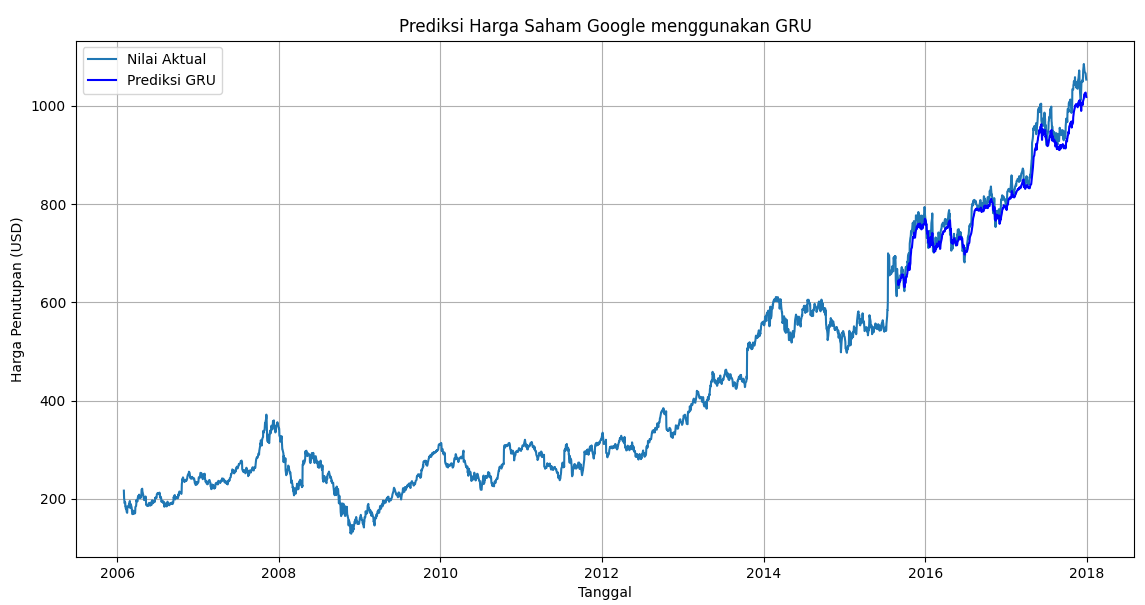 Prediksi Harga Saham Google menggunakan GRU
Nilai Aktual
Prediksi GRU
Harga Penutupan (USD)
1000
800
600
400
200
2006 2008 2010 2012 2014 2016 2018
Tanggal